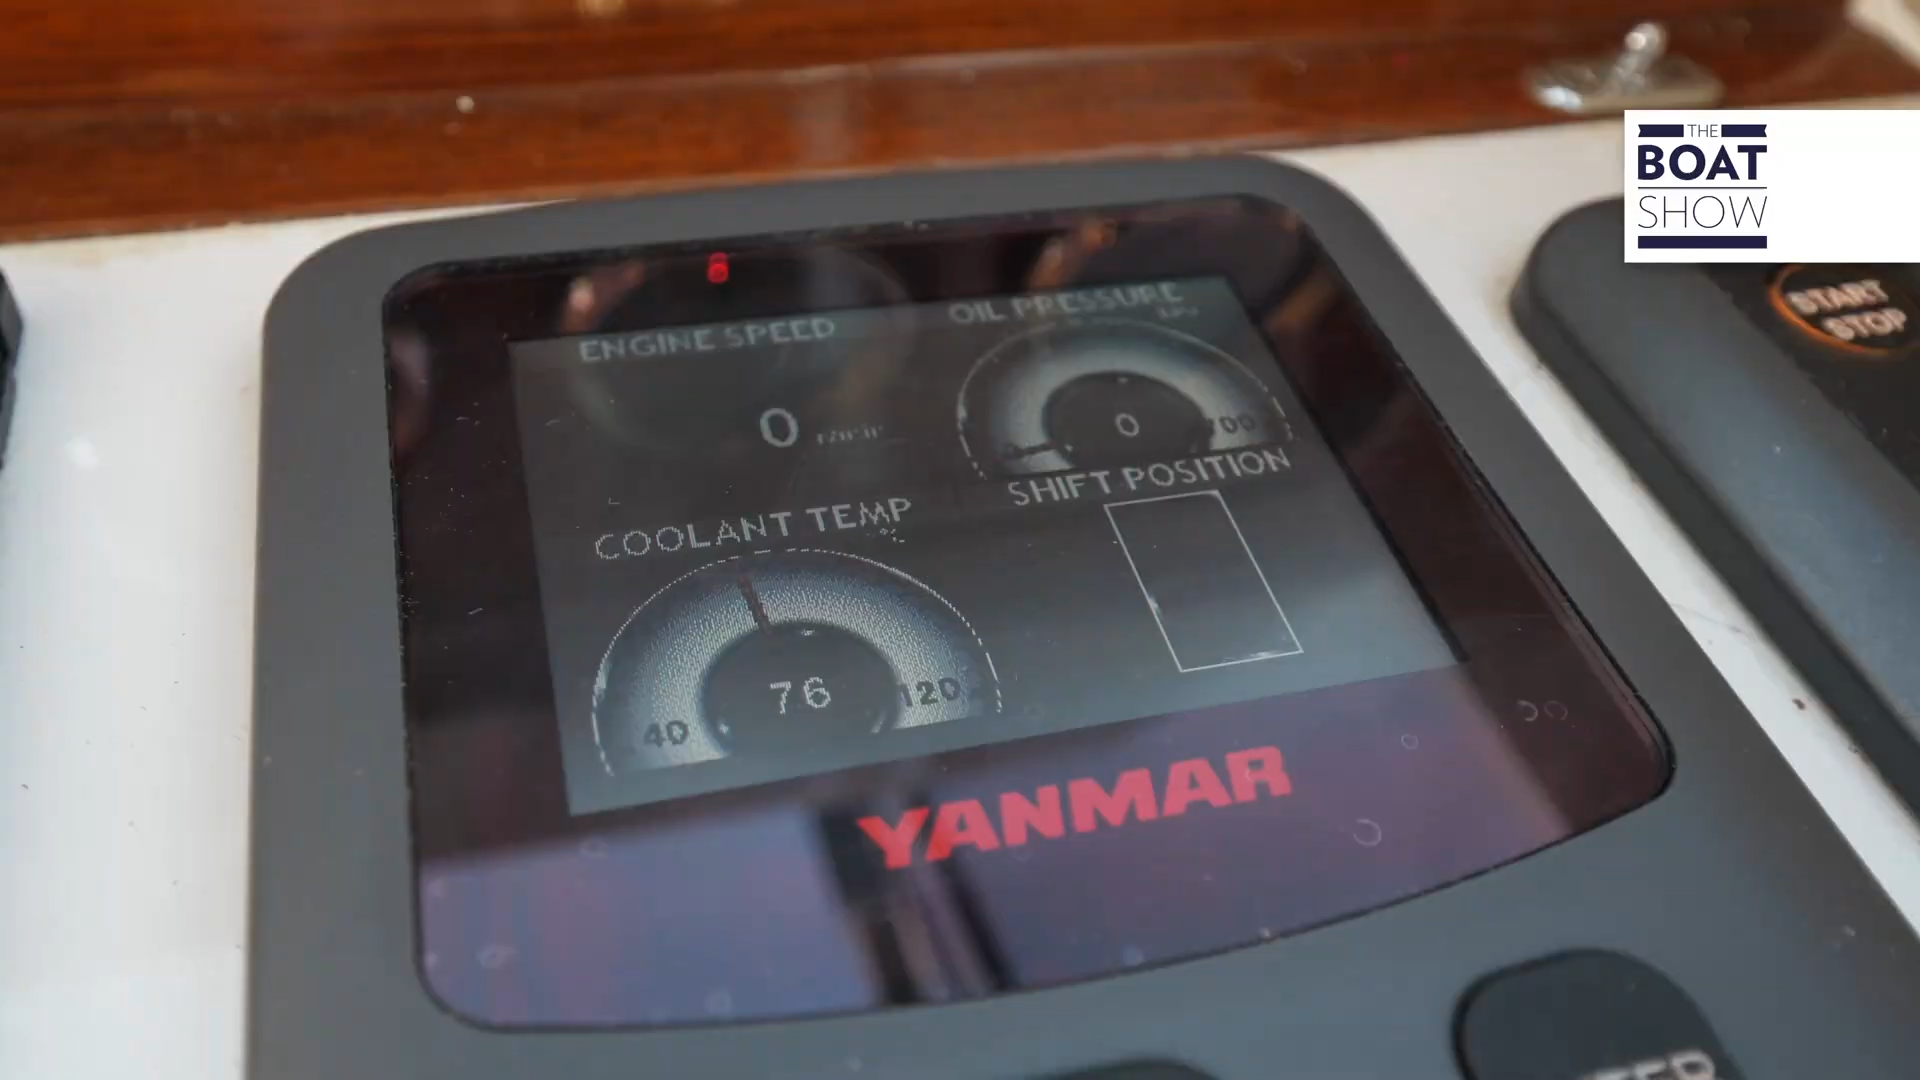 THE
BOAT
SHOW
START
STOP
ENGINE SPEED
0
OIL PRESSURE
0
700
COOLANT TEMP
°C
40
76
120
SHIFT POSITION
YANMAR